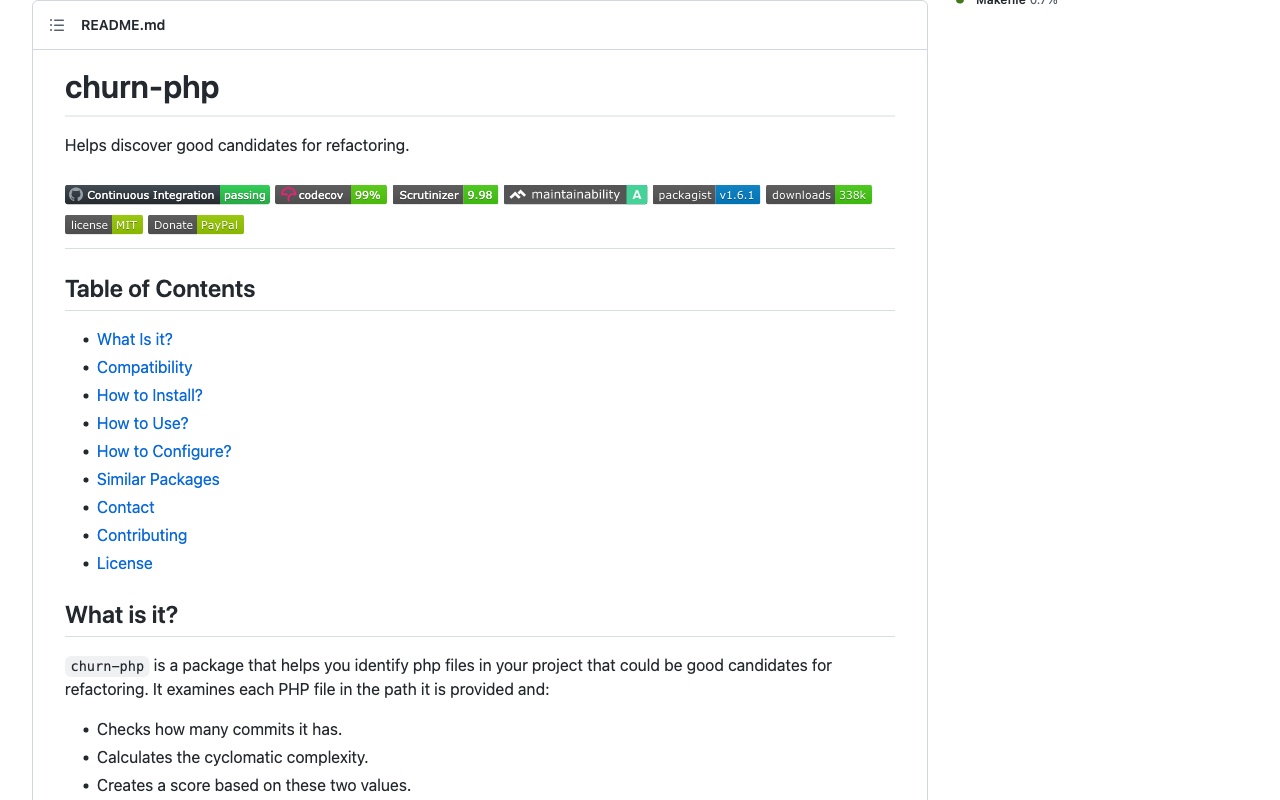 Makefile 0.7%
README.md
churn-php
Helps discover good candidates for refactoring.
Continuous Integration passing codecov 99% Scrutinizer 9.98 maintainability A packagist v1.6.1 downloads 338k
license MIT Donate PayPal
Table of Contents
What Is it?
Compatibility
How to Install?
How to Use?
How to Configure?
Similar Packages
Contact
Contributing
License
What is it?
churn-php is a package that helps you identify php files in your project that could be good candidates for
refactoring. It examines each PHP file in the path it is provided and:
Checks how many commits it has.
Calculates the cyclomatic complexity.
Creates a score based on these two values.